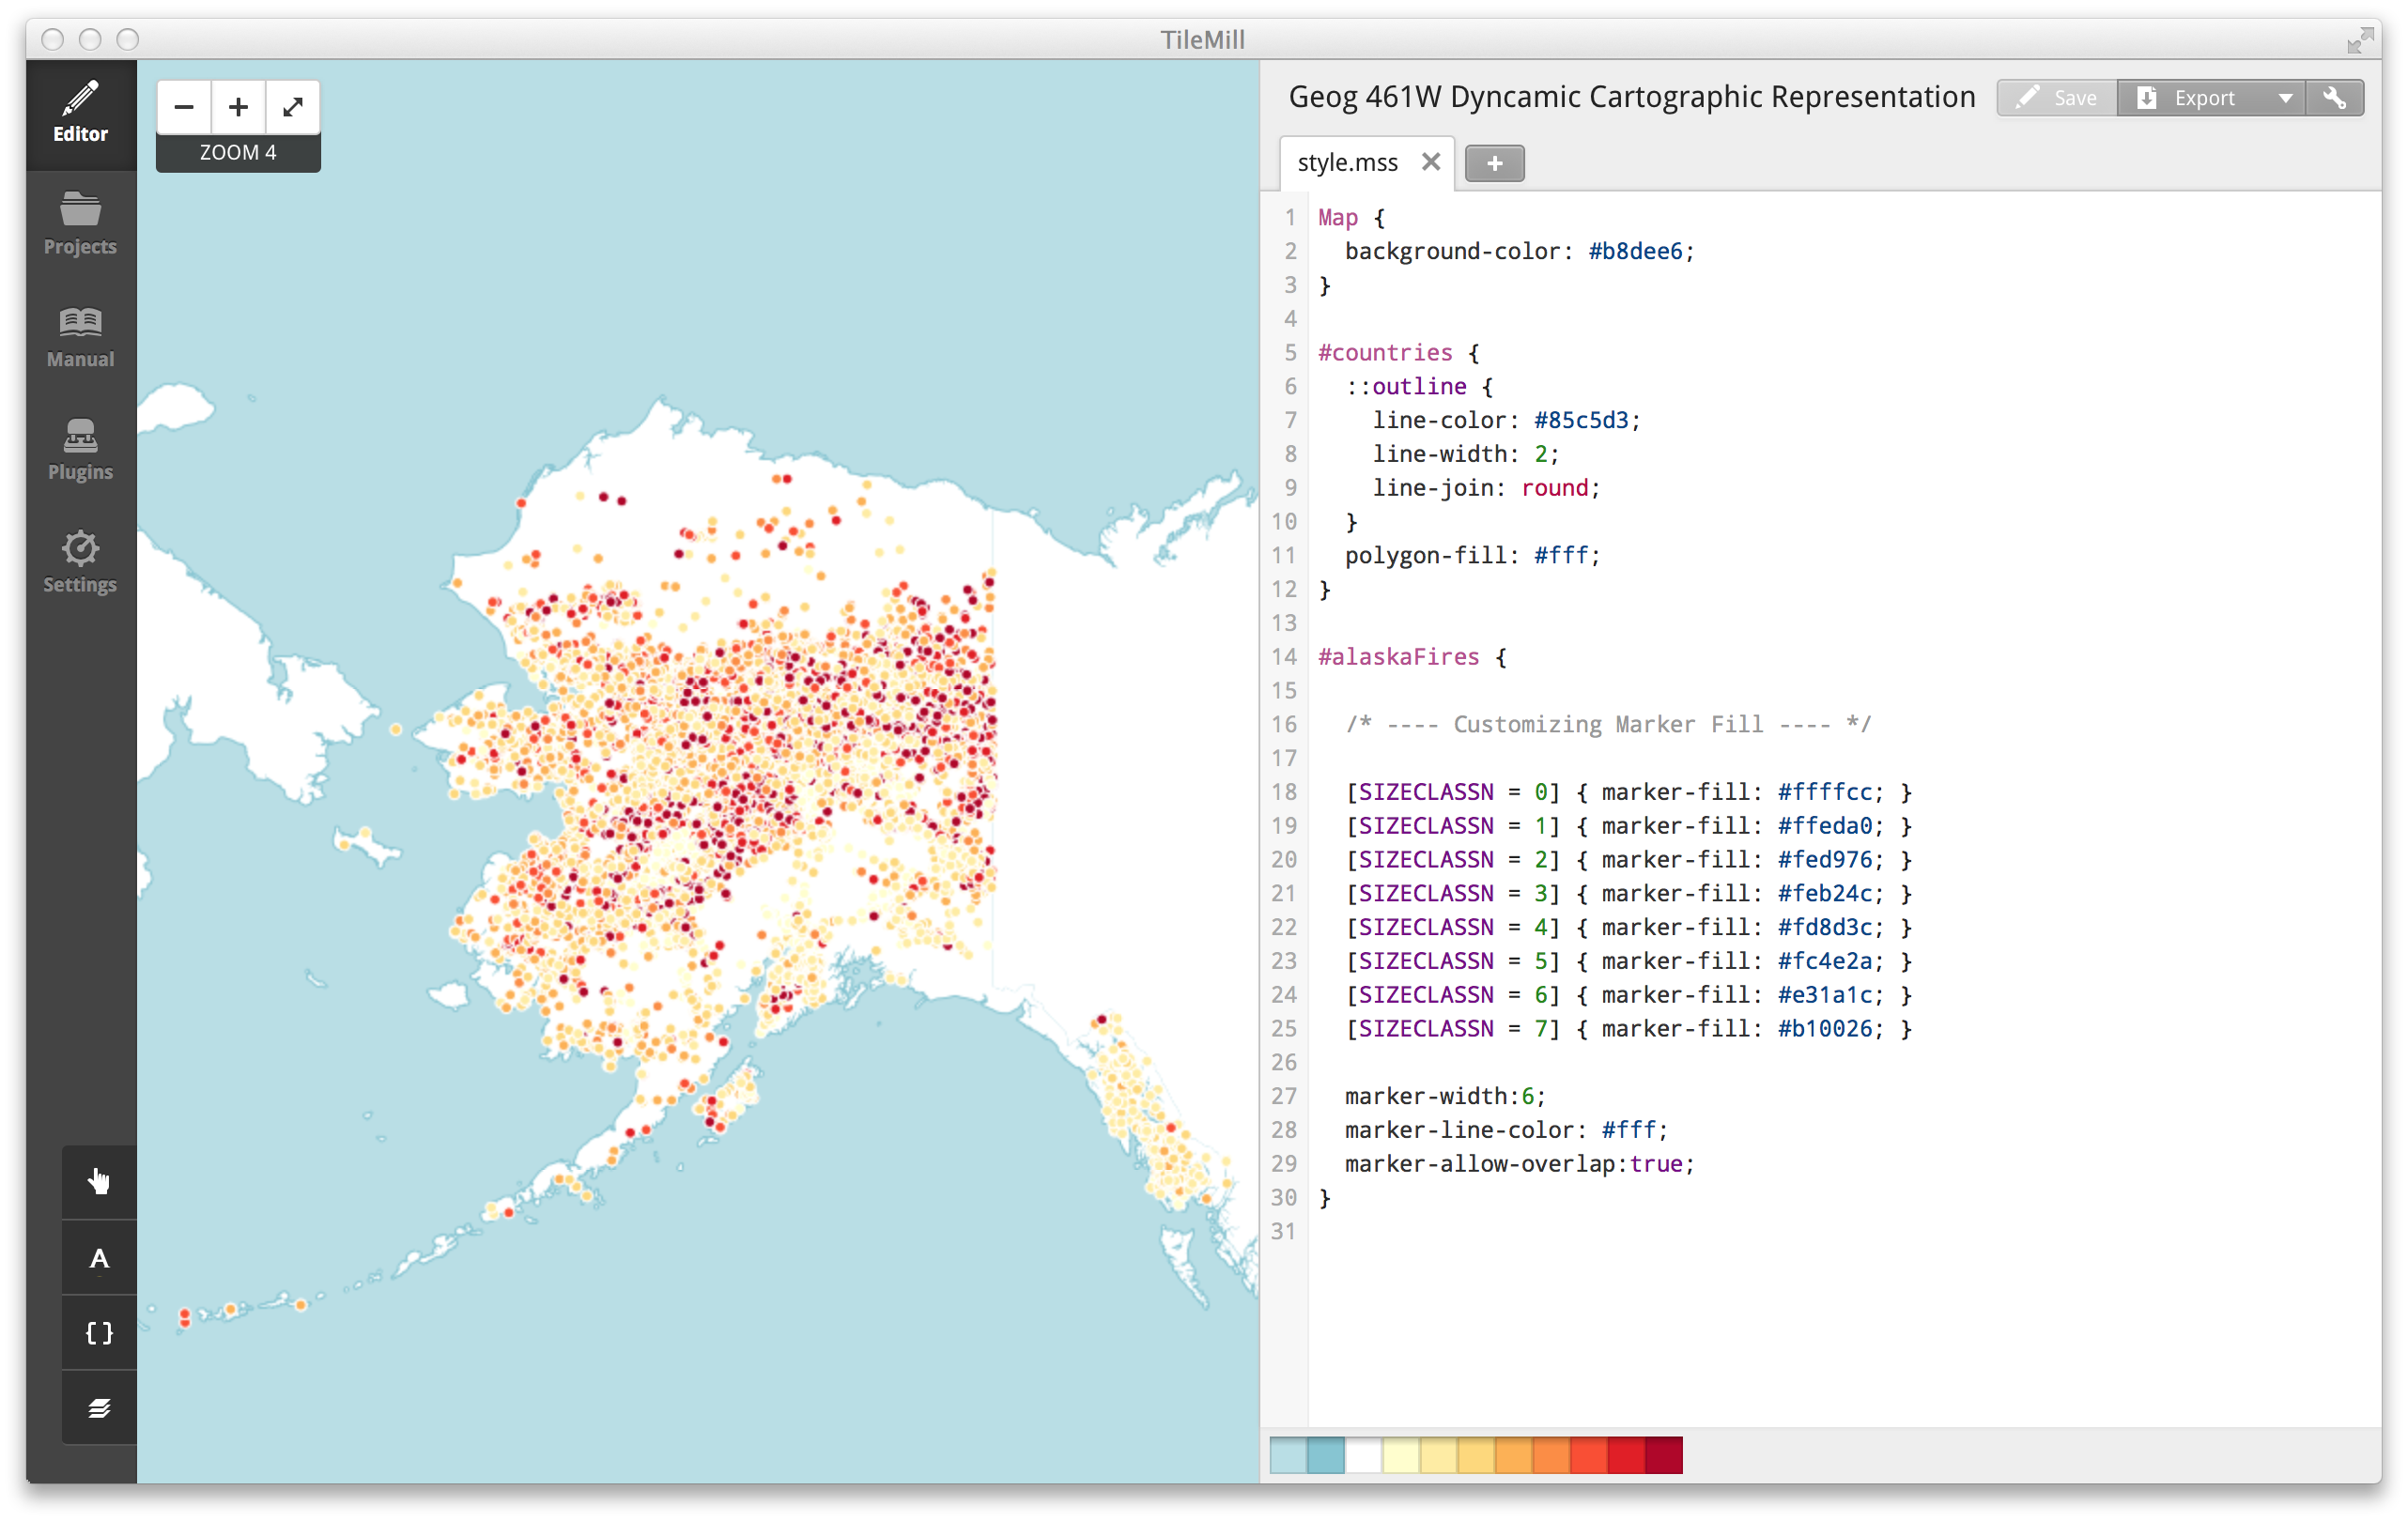 TileMill
Editor
Projects
Manual
Plugins
Settings
ZOOM 4
A
{ }
Geog 461W Dyncamic Cartographic Representation
Save
Export
style.mss
1 Map {
2 background-color: #b8dee6;
3 }
4
5 #countries {
6 ::outline {
7 line-color: #85c5d3;
8 line-width: 2;
9 line-join: round;
10 }
11 polygon-fill: #fff;
12 }
13
14 #alaskaFires {
15
16 /* ---- Customizing Marker Fill ---- */
17
18 [SIZECLASSN = 0] { marker-fill: #ffffcc; }
19 [SIZECLASSN = 1] { marker-fill: #ffeda0; }
20 [SIZECLASSN = 2] { marker-fill: #fed976; }
21 [SIZECLASSN = 3] { marker-fill: #feb24c; }
22 [SIZECLASSN = 4] { marker-fill: #fd8d3c; }
23 [SIZECLASSN = 5] { marker-fill: #fc4e2a; }
24 [SIZECLASSN = 6] { marker-fill: #e31a1c; }
25 [SIZECLASSN = 7] { marker-fill: #b10026; }
26
27 marker-width:6;
28 marker-line-color: #fff;
29 marker-allow-overlap:true;
30 }
31